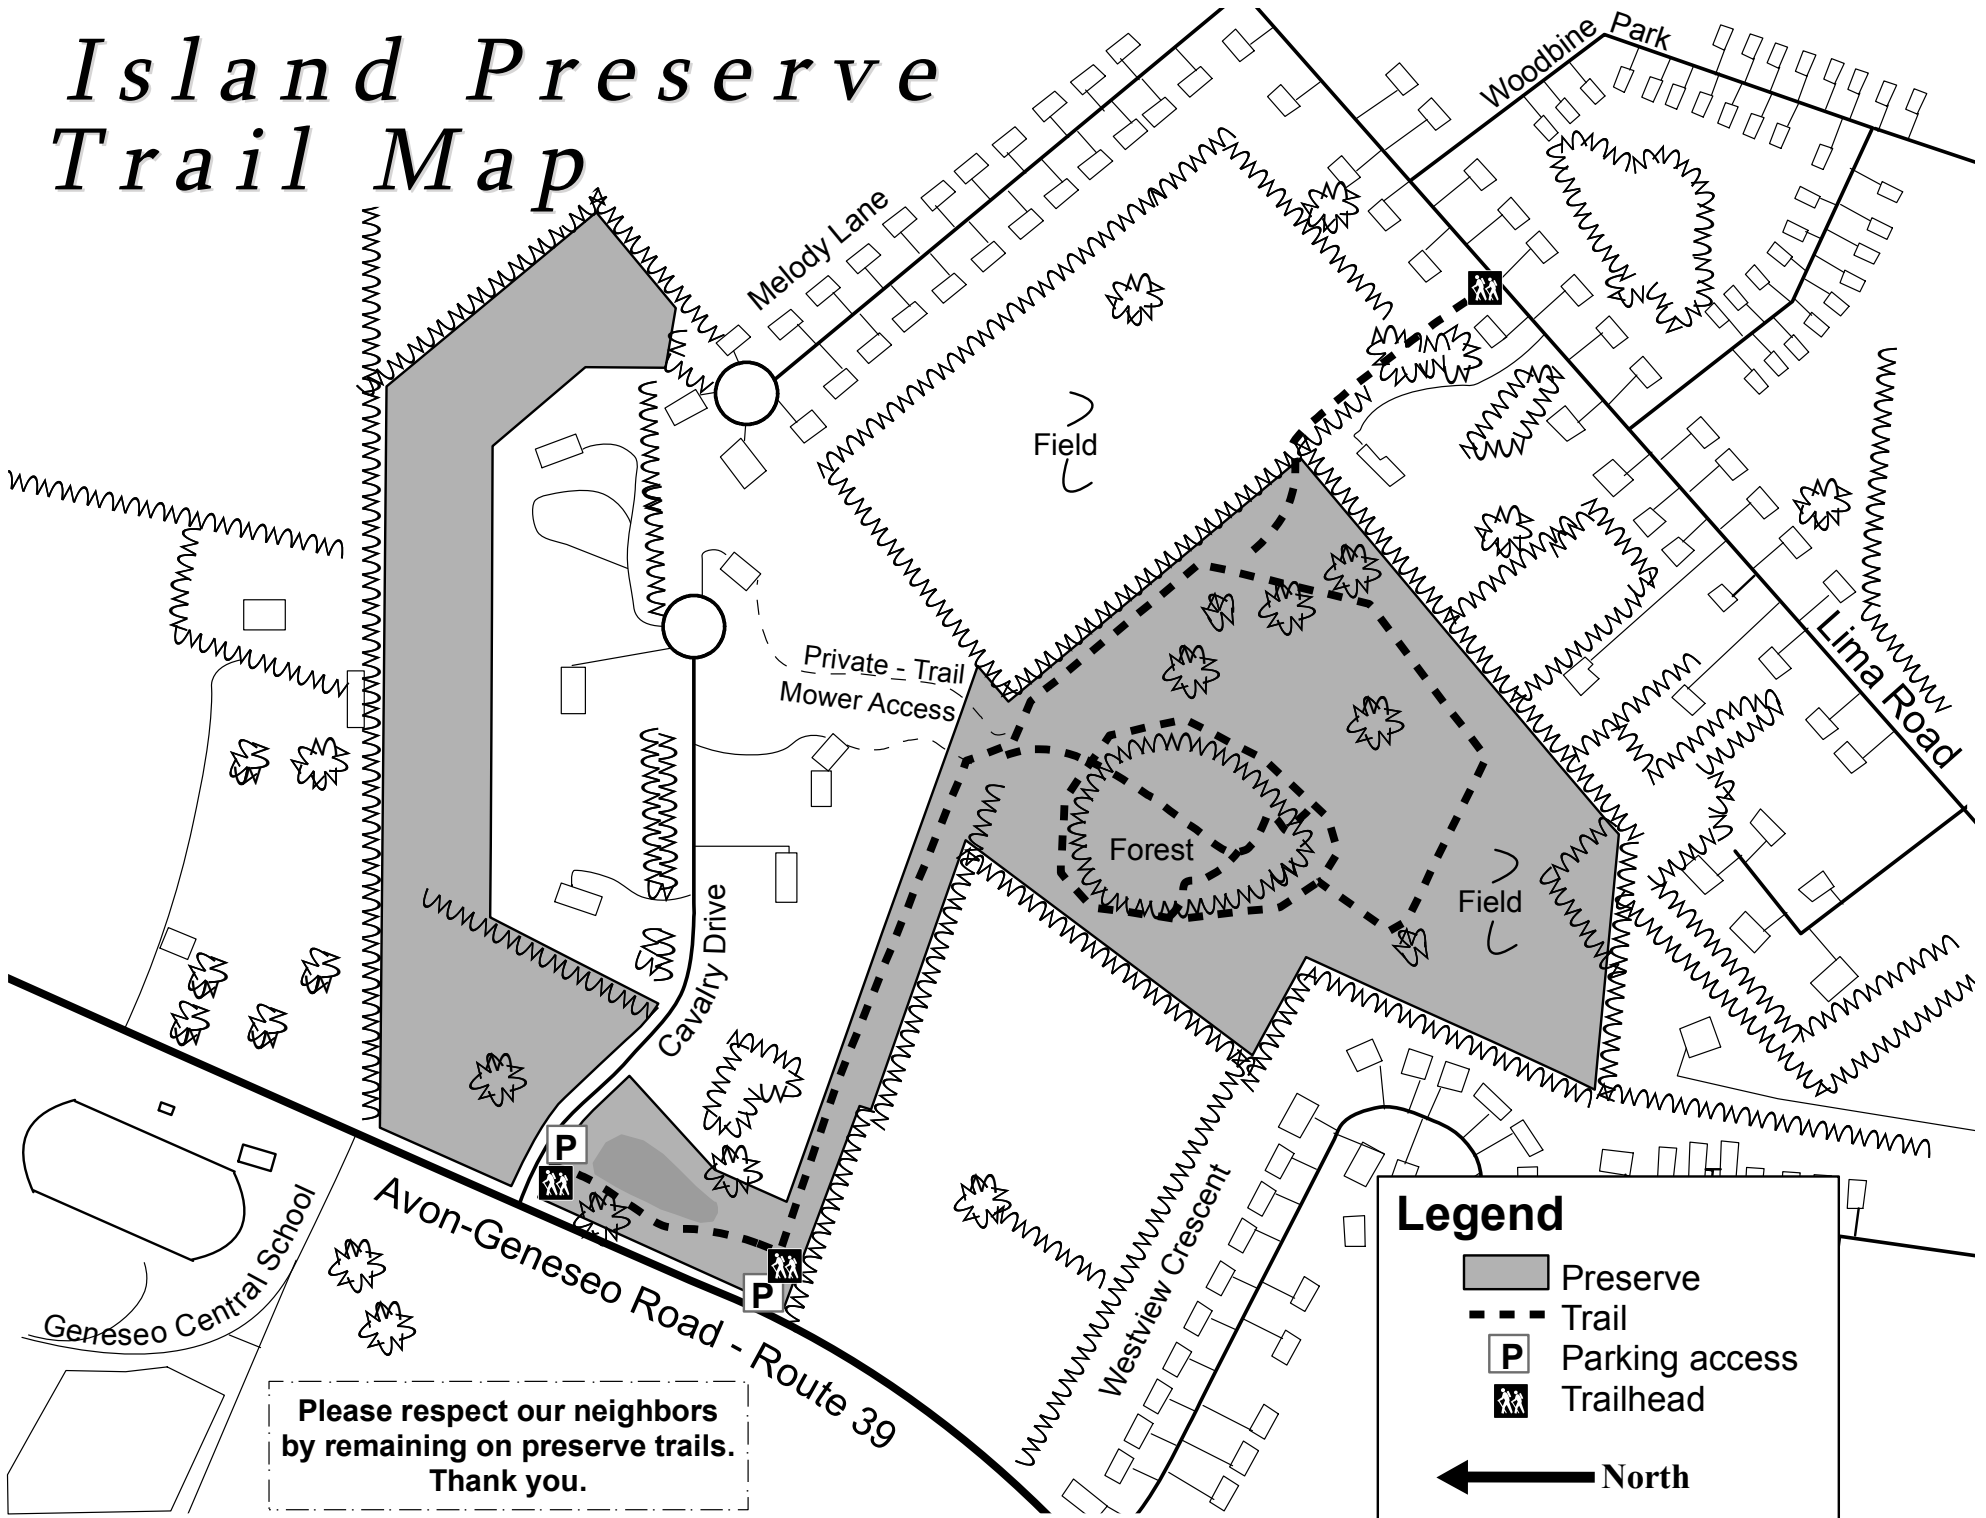 Island Preserve
Trail Map
Woodbine Park
Melody Lane
Field
Private - Trail
Mower Access
Lima Road
Forest
Field
Cavalry Drive
P
Avon-Geneseo Road - Route 39
P
Geneseo Central School
Westview Crescent
Please respect our neighbors
by remaining on preserve trails.
Thank you.
Legend
Preserve
Trail
P Parking access
Trailhead
North